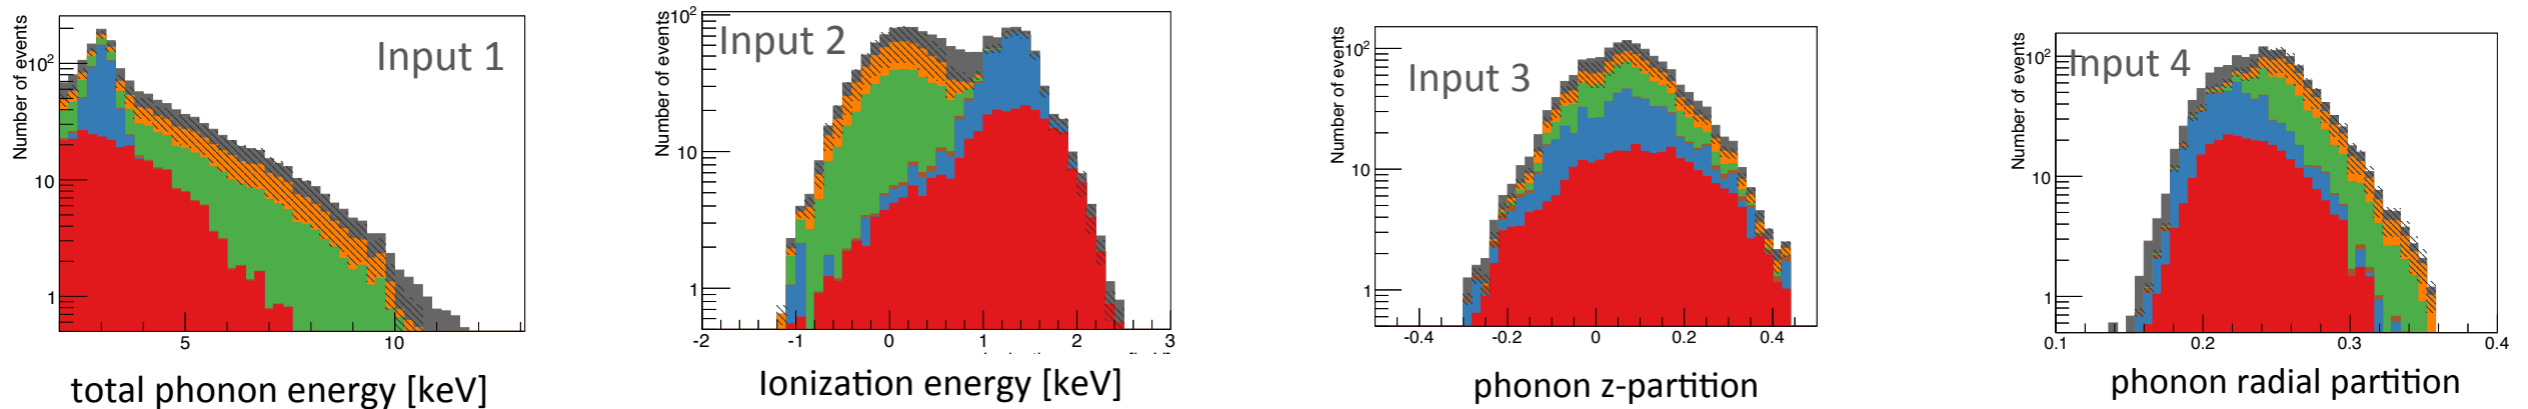 Number of events
10²
10
1
Input 1
5
10
total phonon energy [keV]
Number of events
10²
10
1
Input 2
-2
-1
0
1
2
3
Ionization energy [keV]
Number of events
10²
10
1
Input 3
-0.4
-0.2
0
0.2
0.4
phonon z-partition
Number of events
10²
10
1
Input 4
0.1
0.2
0.3
0.4
phonon radial partition